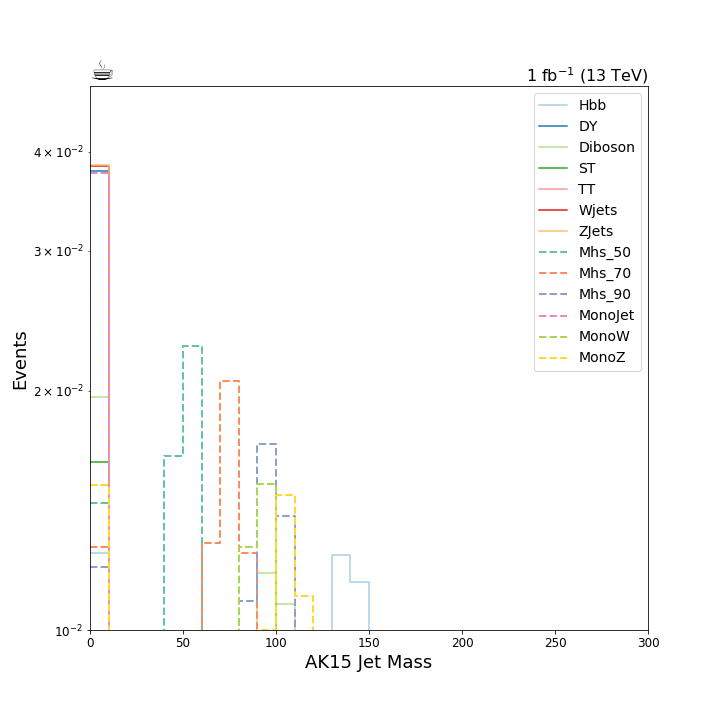 1 fb⁻¹ (13 TeV)
Hbb
DY
Diboson
ST
TT
Wjets
ZJets
Mhs_50
Mhs_70
Mhs_90
MonoJet
MonoW
MonoZ
4 × 10⁻²
3 × 10⁻²
2 × 10⁻²
10⁻²
Events
0 50 100 150 200 250 300
AK15 Jet Mass